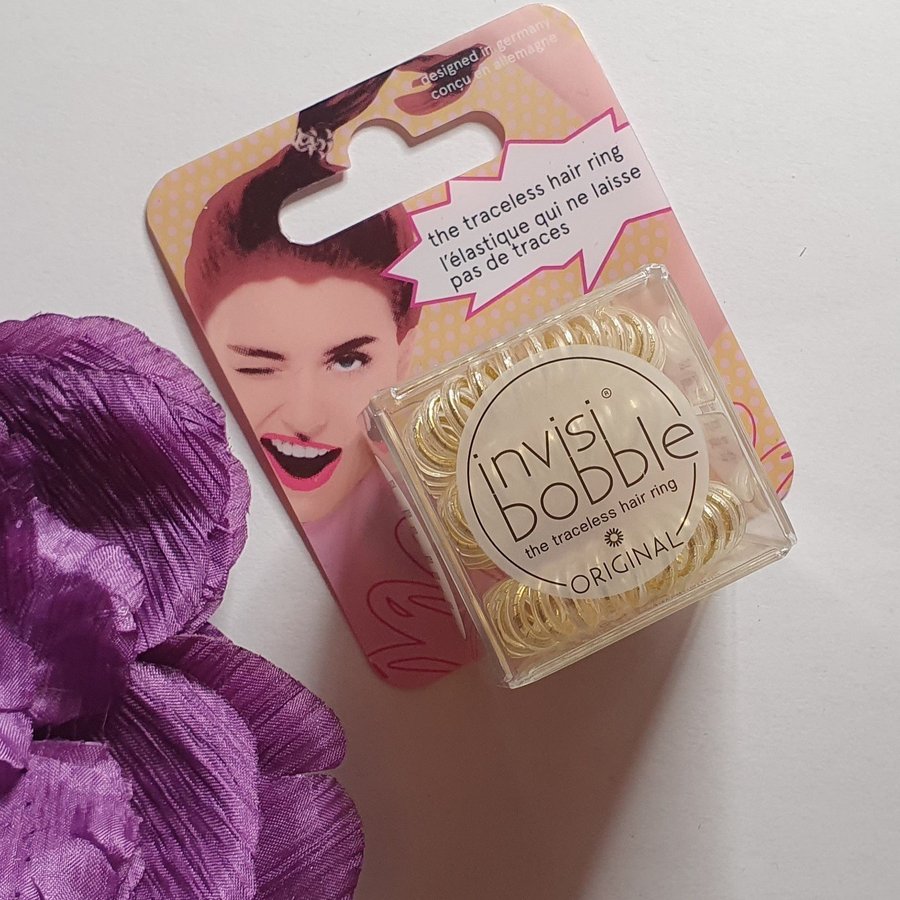 designed in germany
conçu en allemagne
the traceless hair ring
l'élastique qui ne laisse
pas de traces
invisi®
bobble
the traceless hair ring
ORIGINAL